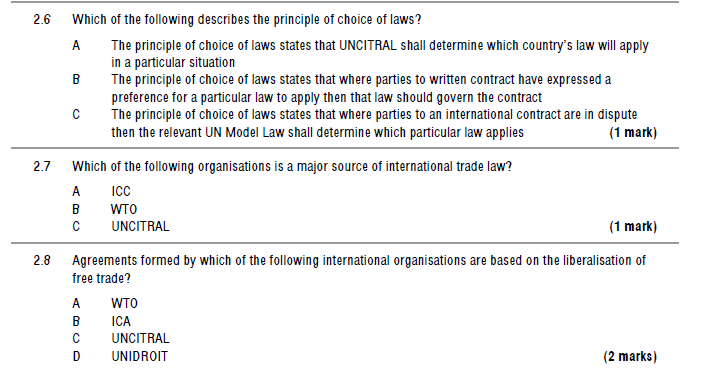 2.6 Which of the following describes the principle of choice of laws?
A The principle of choice of laws states that UNCITRAL shall determine which country's law will apply
in a particular situation
B The principle of choice of laws states that where parties to written contract have expressed a
preference for a particular law to apply then that law should govern the contract
C The principle of choice of laws states that where parties to an international contract are in dispute
then the relevant UN Model Law shall determine which particular law applies (1 mark)
2.7 Which of the following organisations is a major source of international trade law?
A ICC
B WTO
C UNCITRAL (1 mark)
2.8 Agreements formed by which of the following international organisations are based on the liberalisation of
free trade?
A WTO
B ICA
C UNCITRAL
D UNIDROIT (2 marks)